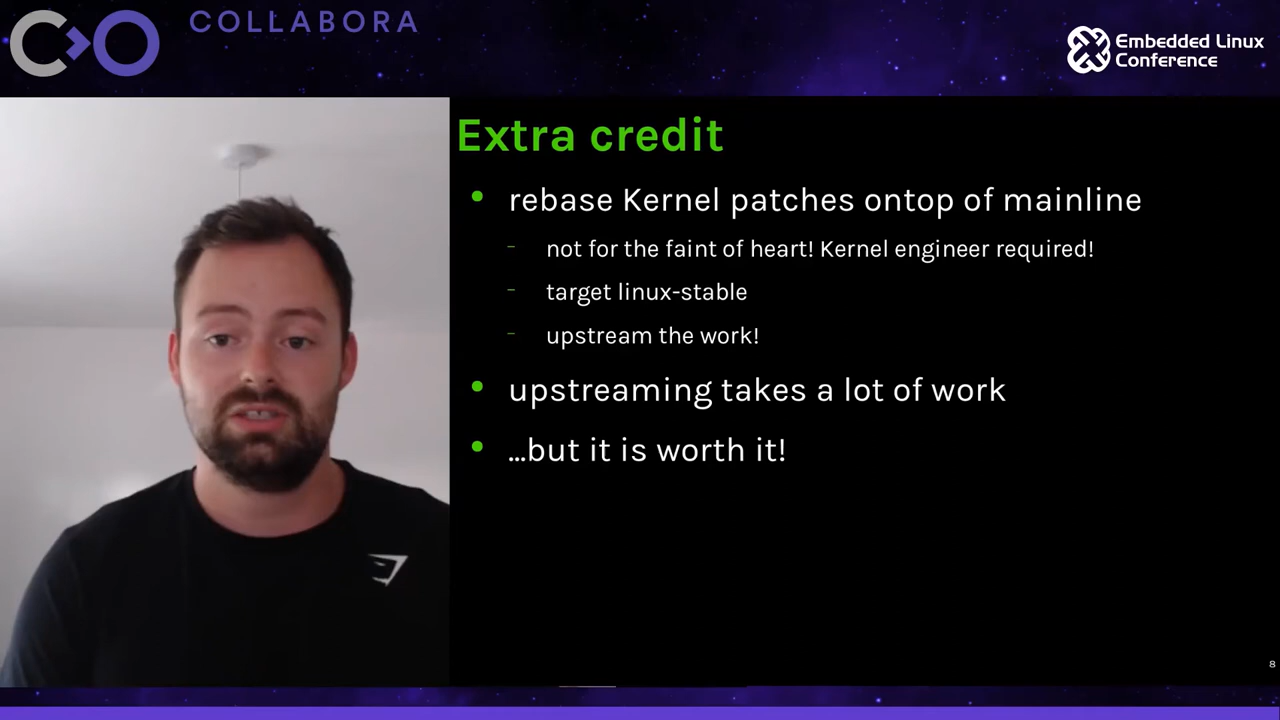 COLLABORA
Embedded Linux
Conference
Extra credit
rebase Kernel patches ontop of mainline
not for the faint of heart! Kernel engineer required!
target linux-stable
upstream the work!
upstreaming takes a lot of work
...but it is worth it!
8